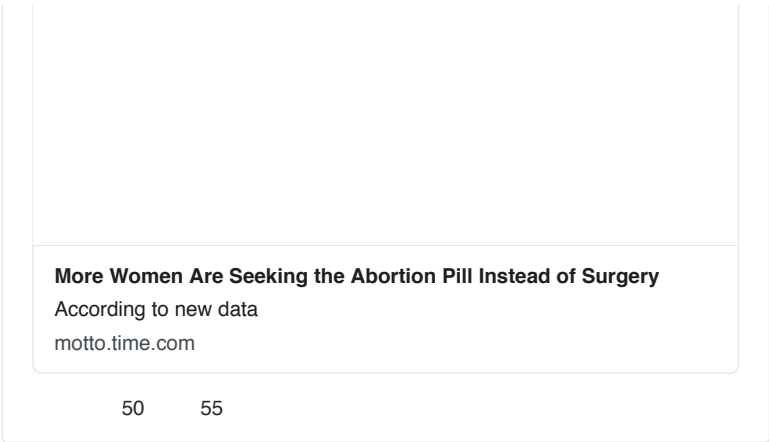 More Women Are Seeking the Abortion Pill Instead of Surgery
According to new data
motto.time.com
50 55